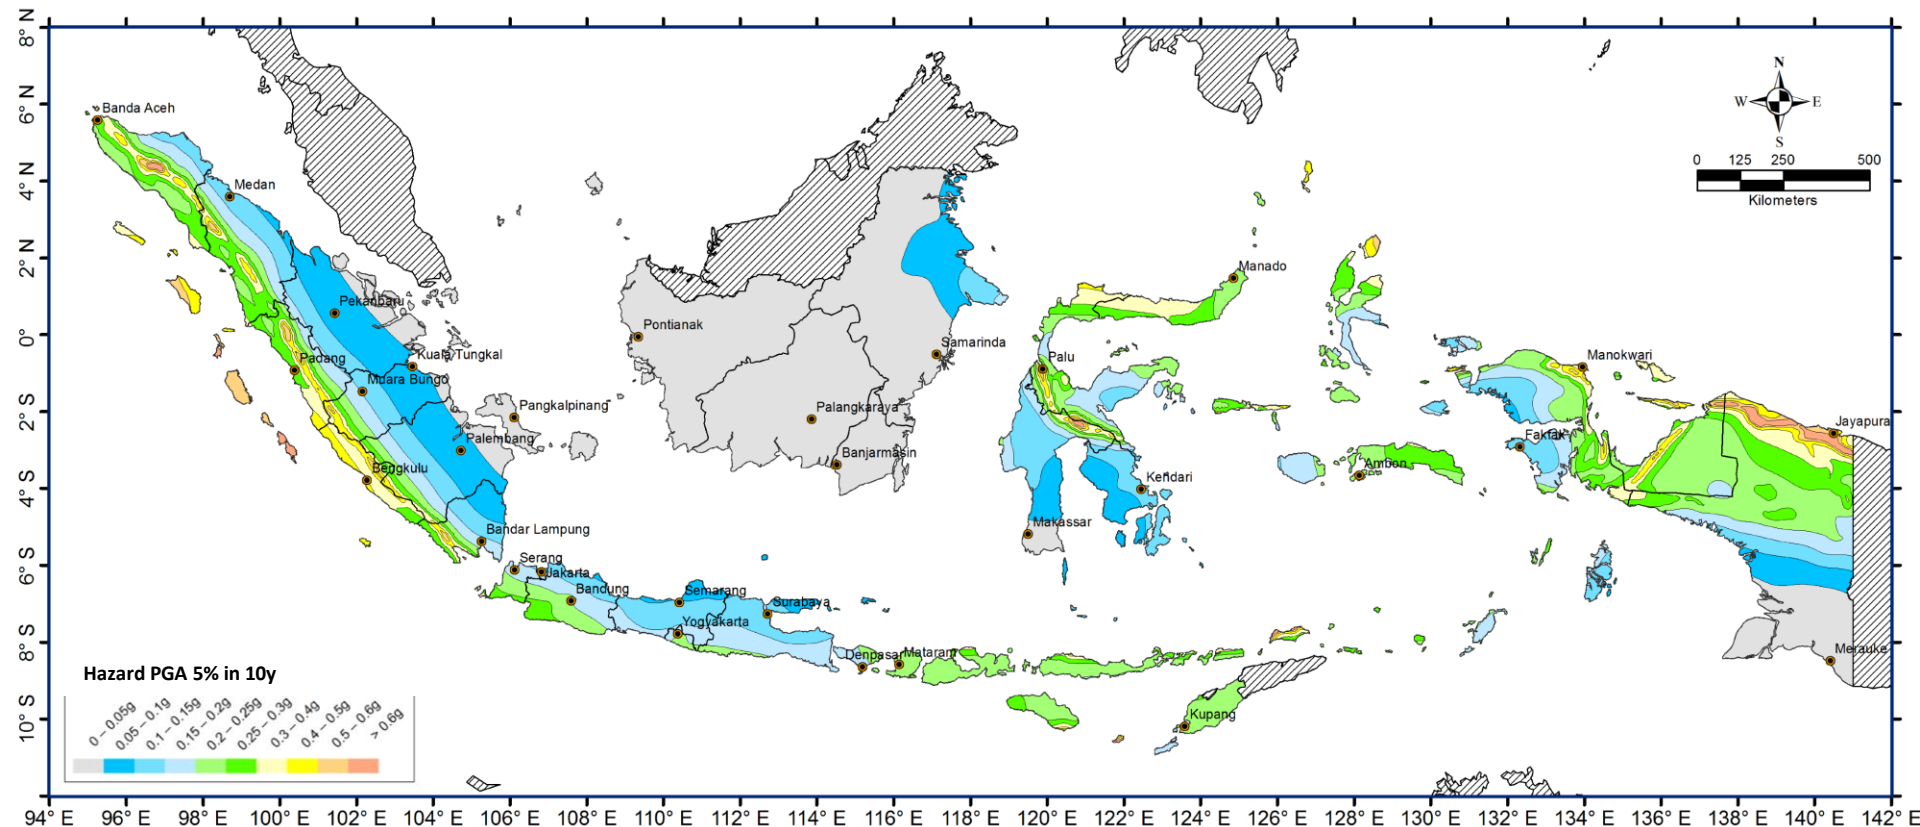 8° N
6° N
4° N
2° N
0°
2° S
4° S
6° S
8° S
10° S
N
W
E
S
0 125 250 500
Kilometers
Banda Aceh
Medan
Pekanbaru
Padang
Kuala Tungkal
Muara Bungo
Pangkalpinang
Palembang
Bengkulu
Bandar Lampung
Serang
Jakarta
Bandung
Semarang
Yogyakarta
Surabaya
Denpasar
Mataram
Kupang
Pontianak
Samarinda
Palangkaraya
Banjarmasin
Manado
Palu
Kendari
Makassar
Ambon
Fakfak
Manokwari
Jayapura
Merauke
Hazard PGA 5% in 10y
0 – 0.05g
0.05 – 0.1g
0.1 – 0.15g
0.15 – 0.2g
0.2 – 0.25g
0.25 – 0.3g
0.3 – 0.4g
0.4 – 0.5g
0.5 – 0.6g
> 0.6g
94° E 96° E 98° E 100° E 102° E 104° E 106° E 108° E 110° E 112° E 114° E 116° E 118° E 120° E 122° E 124° E 126° E 128° E 130° E 132° E 134° E 136° E 138° E 140° E 142° E